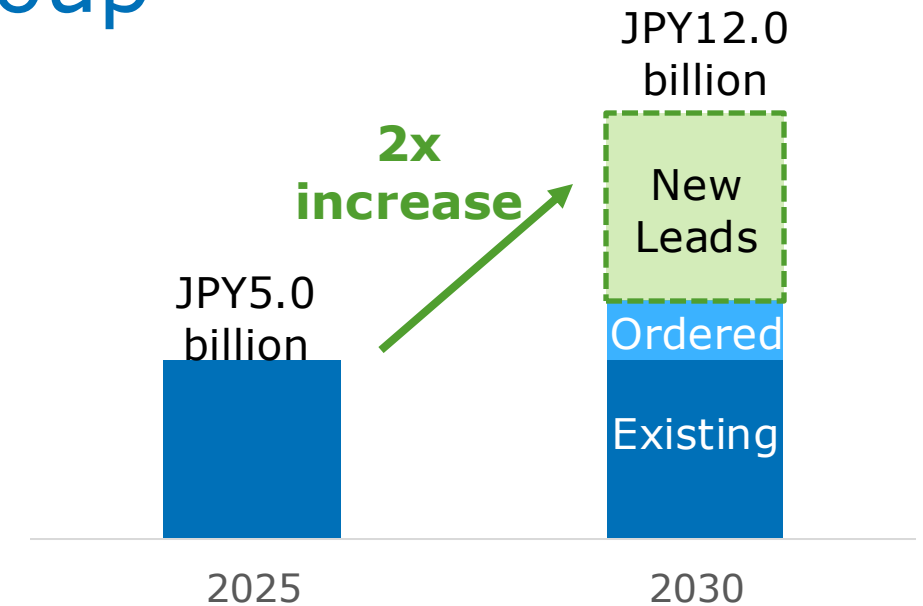 oup
JPY12.0
billion
2x
increase
New
Leads
JPY5.0
billion
Ordered
Existing
2025
2030